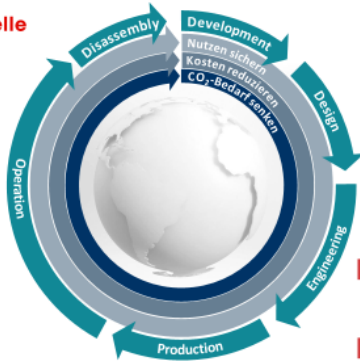 elle
Disassembly
Development
Nutzen sichern
Kosten reduzieren
CO₂-Bedarf senken
Design
Engineering
Production
Operation